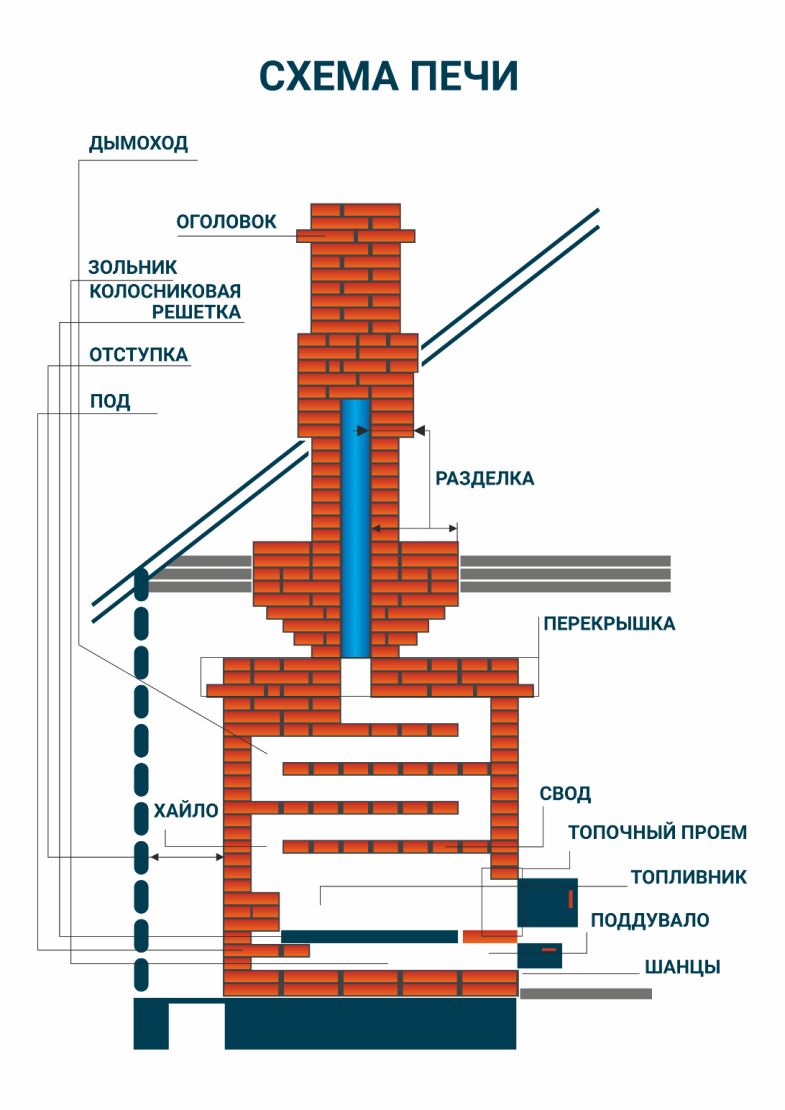 СХЕМА ПЕЧИ
ДЫМОХОД
ОГОЛОВОК
ЗОЛЬНИК
КОЛОСНИКОВАЯ
РЕШЕТКА
ОТСТУПКА
ПОД
РАЗДЕЛКА
ПЕРЕКРЫШКА
СВОД
ХАЙЛО
ТОПОЧНЫЙ ПРОЕМ
ТОПЛИВНИК
ПОДДУВАЛО
ШАНЦЫ